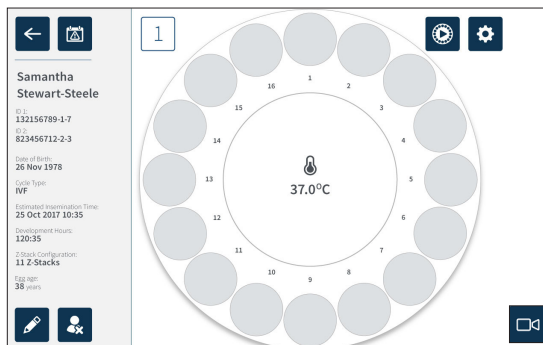 Samantha
Stewart-Steele
ID 1:
132156789-1-7
ID 2:
823456712-2-3
Date of Birth:
26 Nov 1978
Cycle Type:
IVF
Estimated Insemination Time:
25 Oct 2017 10:35
Development Hours:
120:35
Z-Stack Configuration:
11 Z-Stacks
Egg age:
38 years
1
1
2
3
4
5
6
7
8
9
10
11
12
13
14
15
16
37.0°C